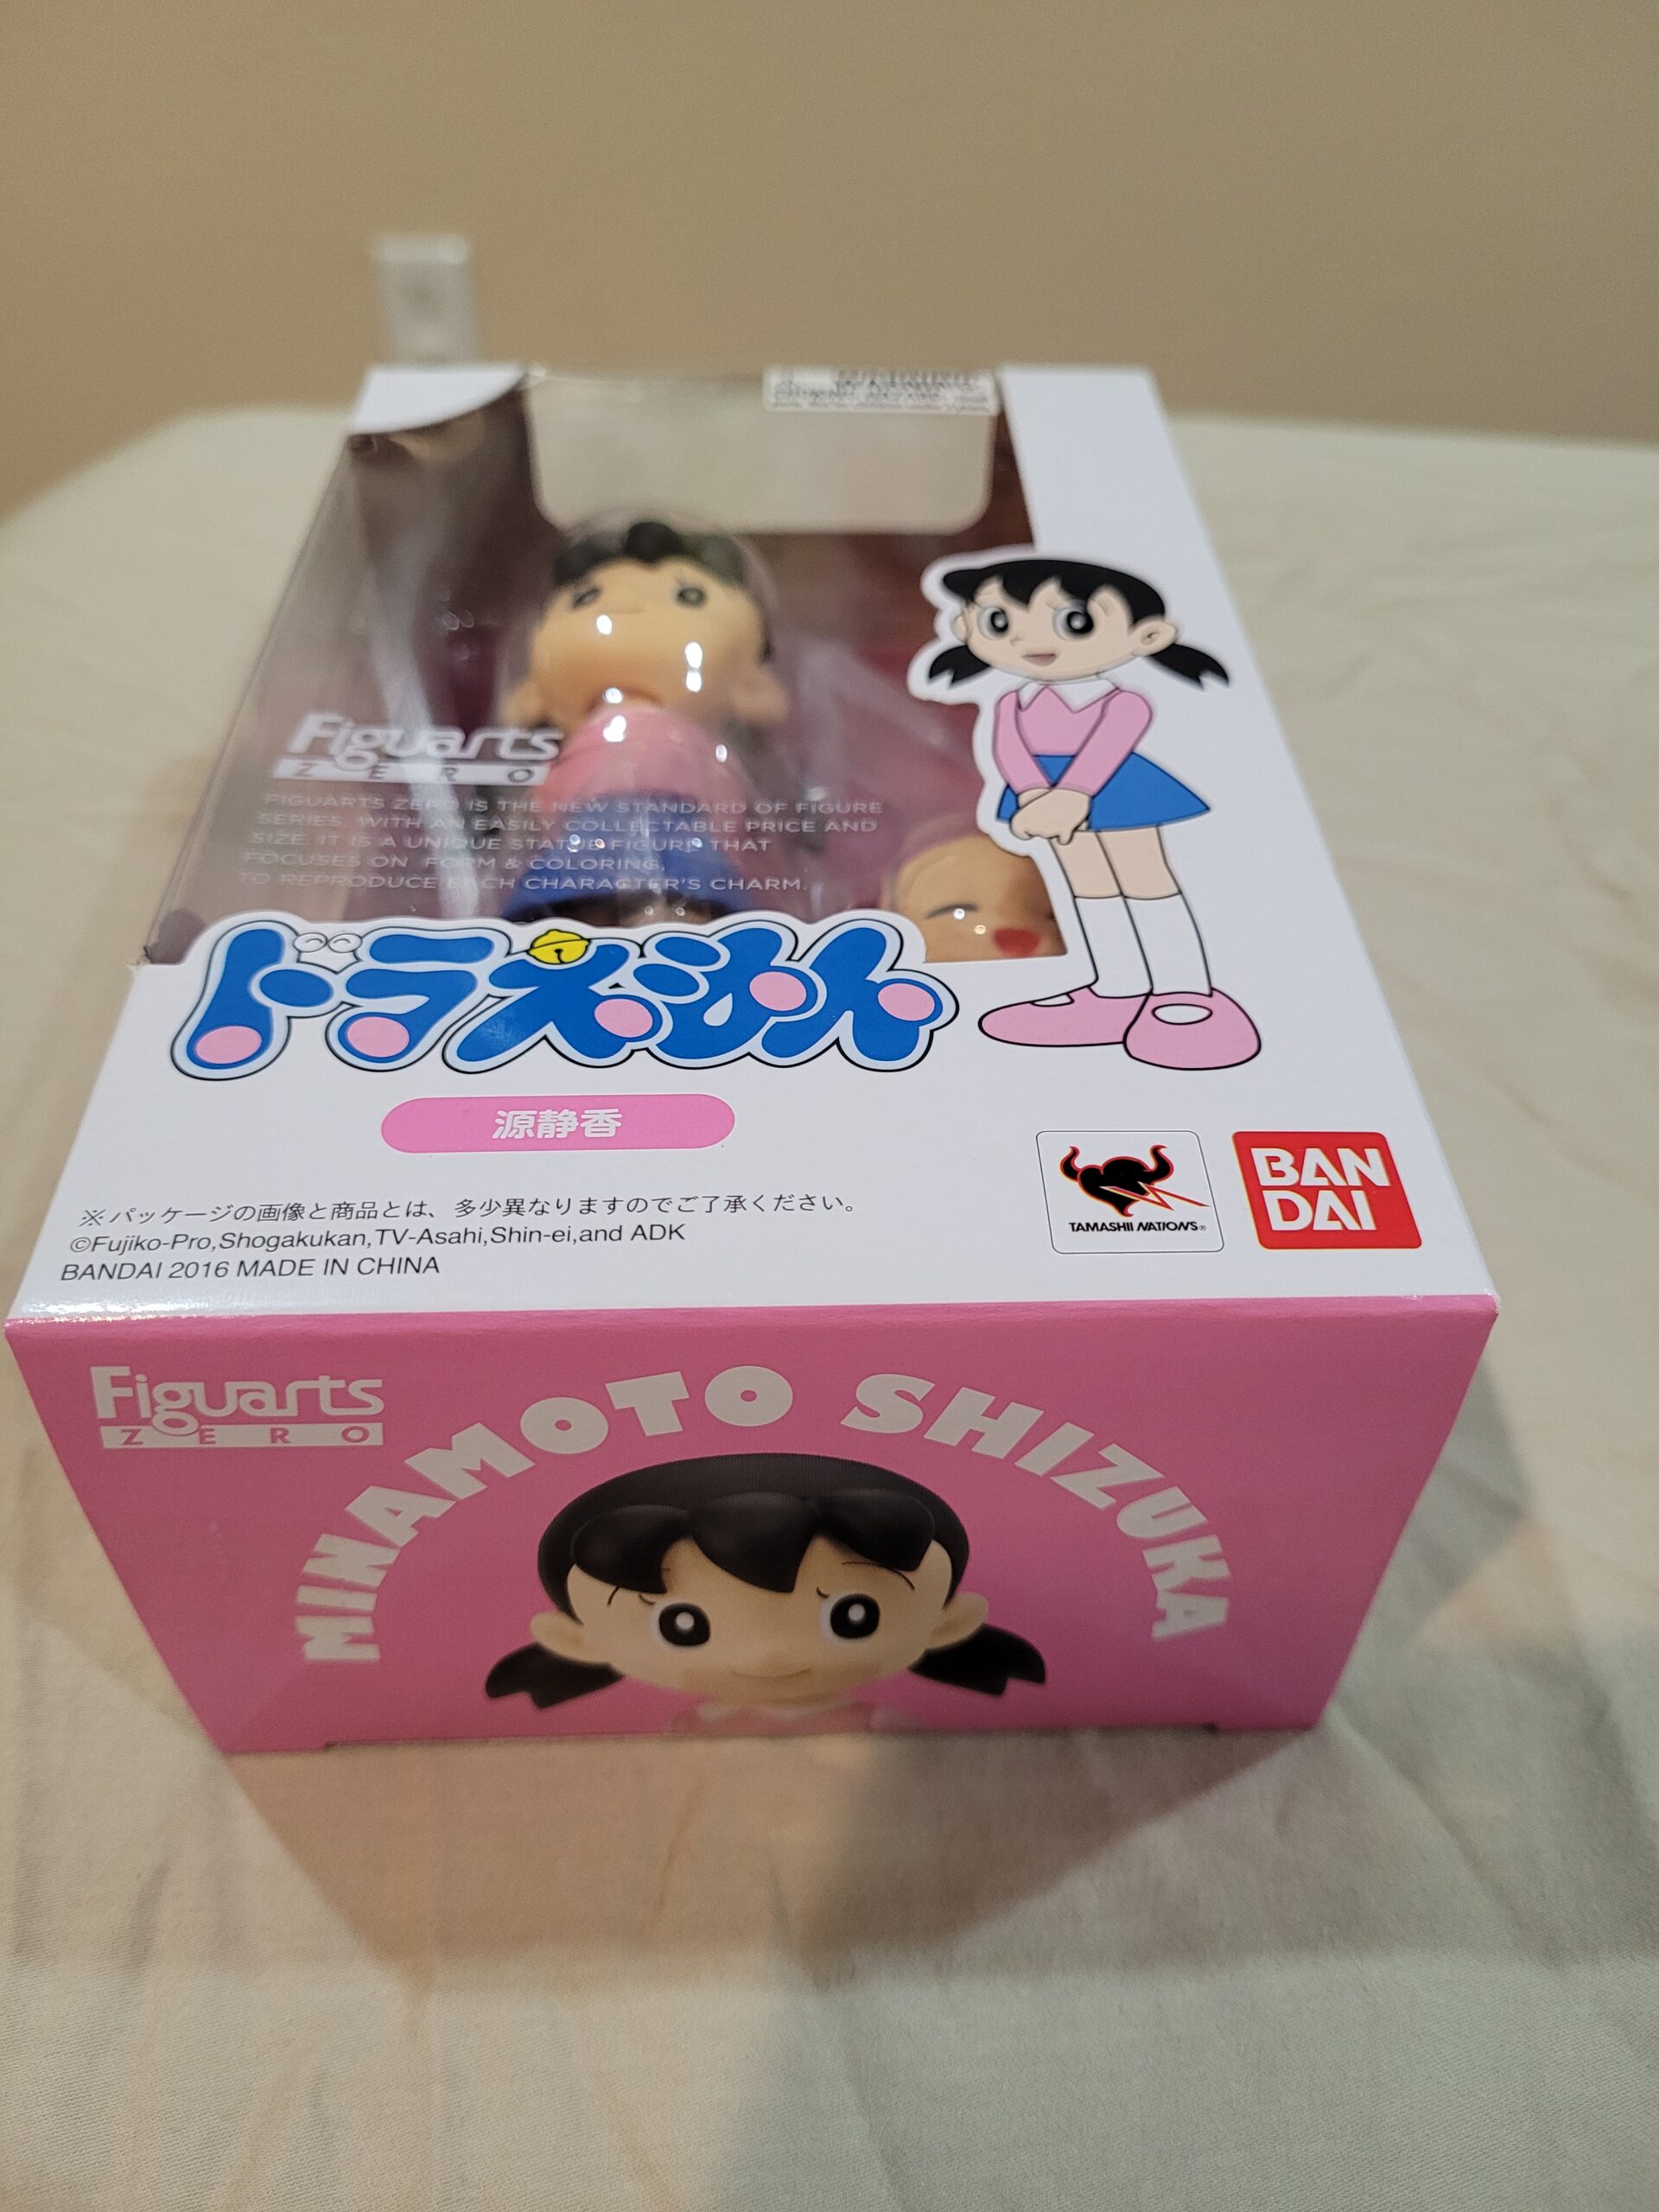 Figuarts
ZERO
FIGUARTS ZERO IS THE NEW STANDARD OF FIGURE
SERIES, WITH AN EASILY COLLECTABLE PRICE AND
SIZE. IT IS A UNIQUE STATUE FIGURE THAT
FOCUSES ON FORM & COLORING,
TO REPRODUCE EACH CHARACTER'S CHARM.
ドラえもん
源静香
※パッケージの画像と商品とは、多少異なりますのでご了承ください。
©Fujiko-Pro,Shogakukan,TV-Asahi,Shin-ei,and ADK
BANDAI 2016 MADE IN CHINA
TAMASHII NATIONS®
BAN
DAI
Figuarts
ZERO
MINAMOTO SHIZUKA